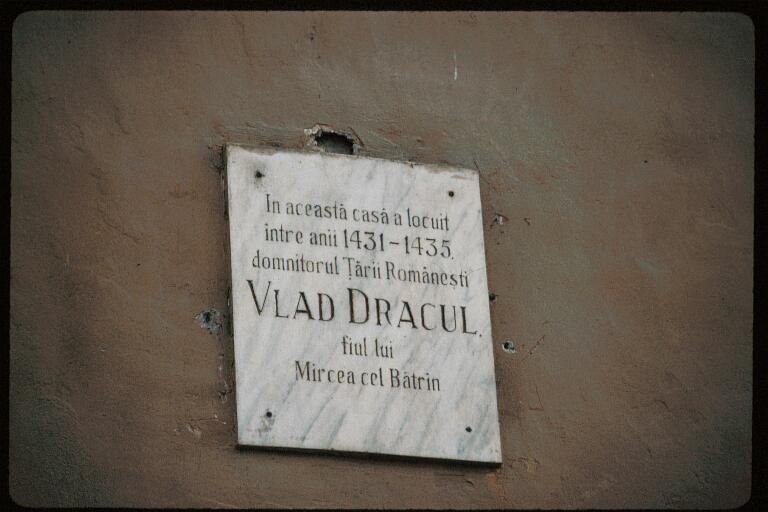 In această casă a locuit
intre anii 1431-1435.
domnitorul Țării Românești
VLAD DRACUL.
fiul lui
Mircea cel Bătrin